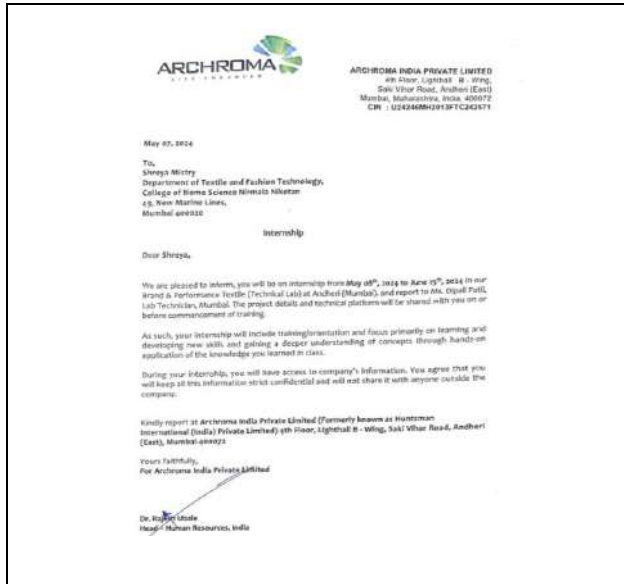 ARCHROMA
LIFE ENHANCED
ARCHROMA INDIA PRIVATE LIMITED
4th Floor, Lighthall B - Wing,
Saki Vihar Road, Andheri (East)
Mumbai, Maharashtra, India. 400072
CIN :
May 07, 2024
To,
Shreya Mistry
Department of Textile and Fashion Technology,
College of Home Science Nirmala Niketan
49, New Marine Lines,
Mumbai 400020
Internship
Dear Shreya,
We are pleased to inform, you will be on internship from May 08th, 2024 to June 15th, 2024 in our
Brand & Performance Textile (Technical Lab) at Andheri (Mumbai), and report to Ms. Dipali Patil,
Lab Technician, Mumbai. The project details and technical platform will be shared with you on or
before commencement of training.
As such, your internship will include training/orientation and focus primarily on learning and
developing new skills and gaining a deeper understanding of concepts through hands-on
application of the knowledge you learned in class.
During your internship, you will have access to company's information. You agree that you
will keep all this information strict confidential and will not share it with anyone outside the
company.
Kindly report at Archroma India Private Limited (Formerly known as Huntsman
International (India) Private Limited) Floor, Lighthall B - Wing, Saki Vihar Road, Andheri
(East), Mumbai-400072
Yours faithfully,
For Archroma India Private Limited
Dr.
Head - Human Resources, India